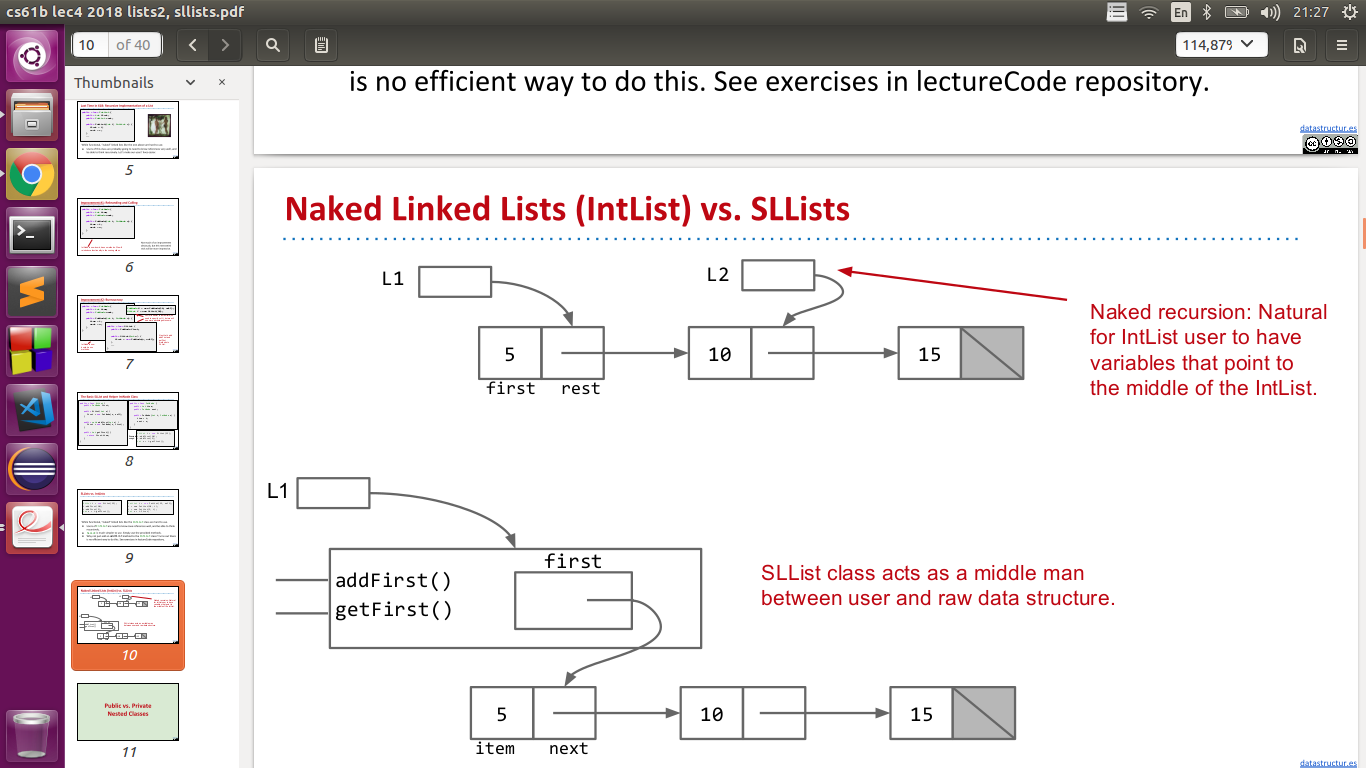 cs61b lec4 2018 lists2, sllists.pdf
En
21:27
10 of 40
114,87%
Thumbnails
5
6
7
8
9
10
Public vs. Private
Nested Classes
11
is no efficient way to do this. See exercises in lectureCode repository.
datastructur.es
Naked Linked Lists (IntList) vs. SLLists
L1
L2
5
10
15
first rest
Naked recursion: Natural
for IntList user to have
variables that point to
the middle of the IntList.
L1
first
addFirst()
getFirst()
SLList class acts as a middle man
between user and raw data structure.
5
10
15
item next
datastructur.es